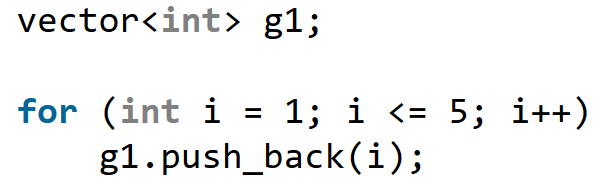 vector<int> g1;
for (int i = 1; i <= 5; i++)
    g1.push_back(i);